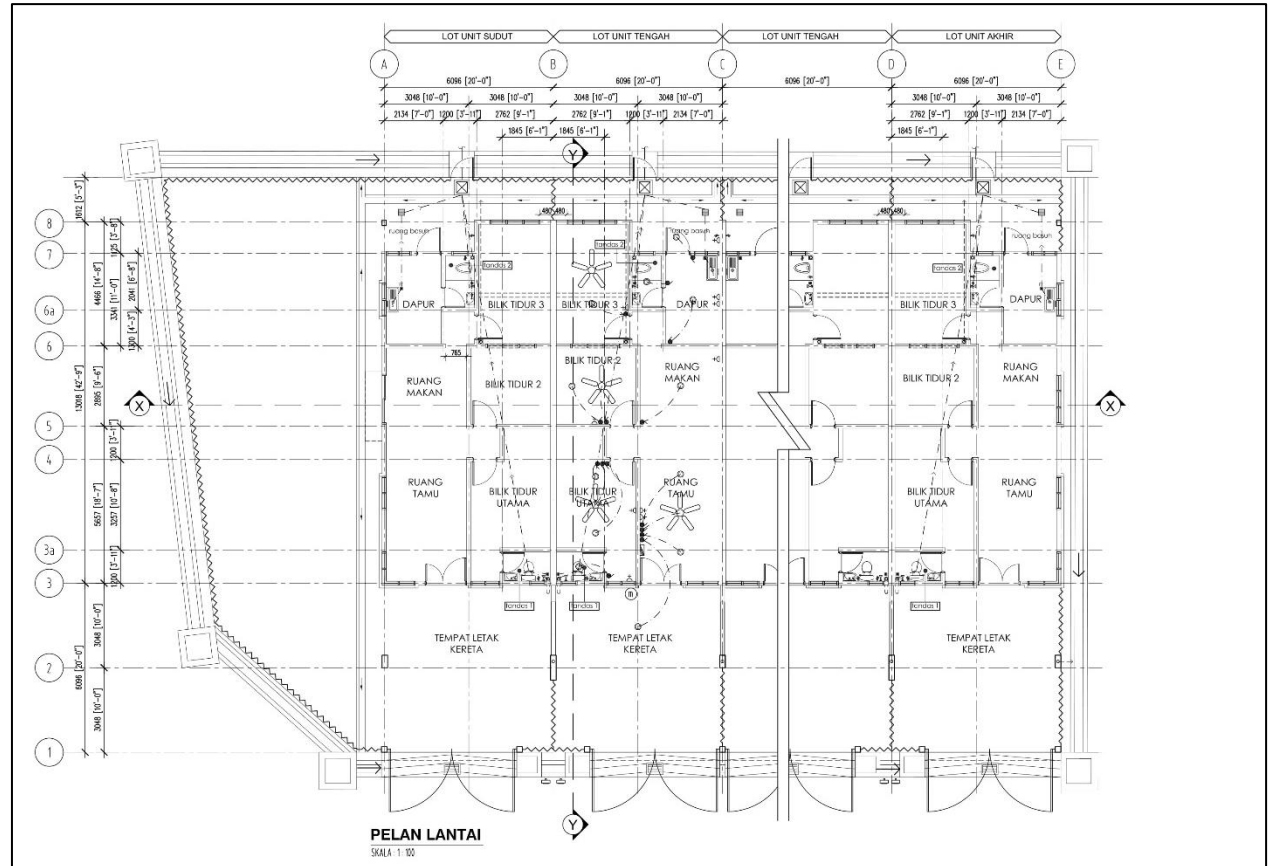 LOT UNIT SUDUT
LOT UNIT TENGAH
LOT UNIT TENGAH
LOT UNIT AKHIR
A
B
C
D
E
6096 [20'-0"]
6096 [20'-0"]
6096 [20'-0"]
6096 [20'-0"]
3048 [10'-0"]
3048 [10'-0"]
3048 [10'-0"]
3048 [10'-0"]
3048 [10'-0"]
3048 [10'-0"]
2134 [7'-0"]
1200 [3'-11"]
2762 [9'-1"]
2762 [9'-1"]
1200 [3'-11"]
2134 [7'-0"]
2762 [9'-1"]
1200 [3'-11"]
2134 [7'-0"]
1845 [6'-1"]
1845 [6'-1"]
1845 [6'-1"]
Y
1612 [5'-3"]
8
480
480
480
480
ruang basuh
ruang basuh
ruang basuh
7
1125 [3'-8"]
tandas 2
tandas 2
tandas 2
4466 [14'-8"]
3341 [11'-0"]
2041 [6'-8"]
DAPUR
BILIK TIDUR 3
BILIK TIDUR 3
DAPUR
BILIK TIDUR 3
DAPUR
6a
1300 [4'-3"]
6
785
BILIK TIDUR 2
RUANG
MAKAN
BILIK TIDUR 2
RUANG
MAKAN
BILIK TIDUR 2
RUANG
MAKAN
13018 [42'-9"]
2895 [9'-6"]
X
X
5
1200 [3'-11"]
4
RUANG
TAMU
BILIK TIDUR
UTAMA
BILIK TIDUR
UTAMA
RUANG
TAMU
BILIK TIDUR
UTAMA
RUANG
TAMU
5657 [18'-7"]
3257 [10'-8"]
3a
1200 [3'-11"]
3
tandas 1
tandas 1
m
tandas 1
TEMPAT LETAK
KERETA
TEMPAT LETAK
KERETA
TEMPAT LETAK
KERETA
3048 [10'-0"]
2
6096 [20'-0"]
3048 [10'-0"]
1
Y
PELAN LANTAI
SKALA : 1 : 100